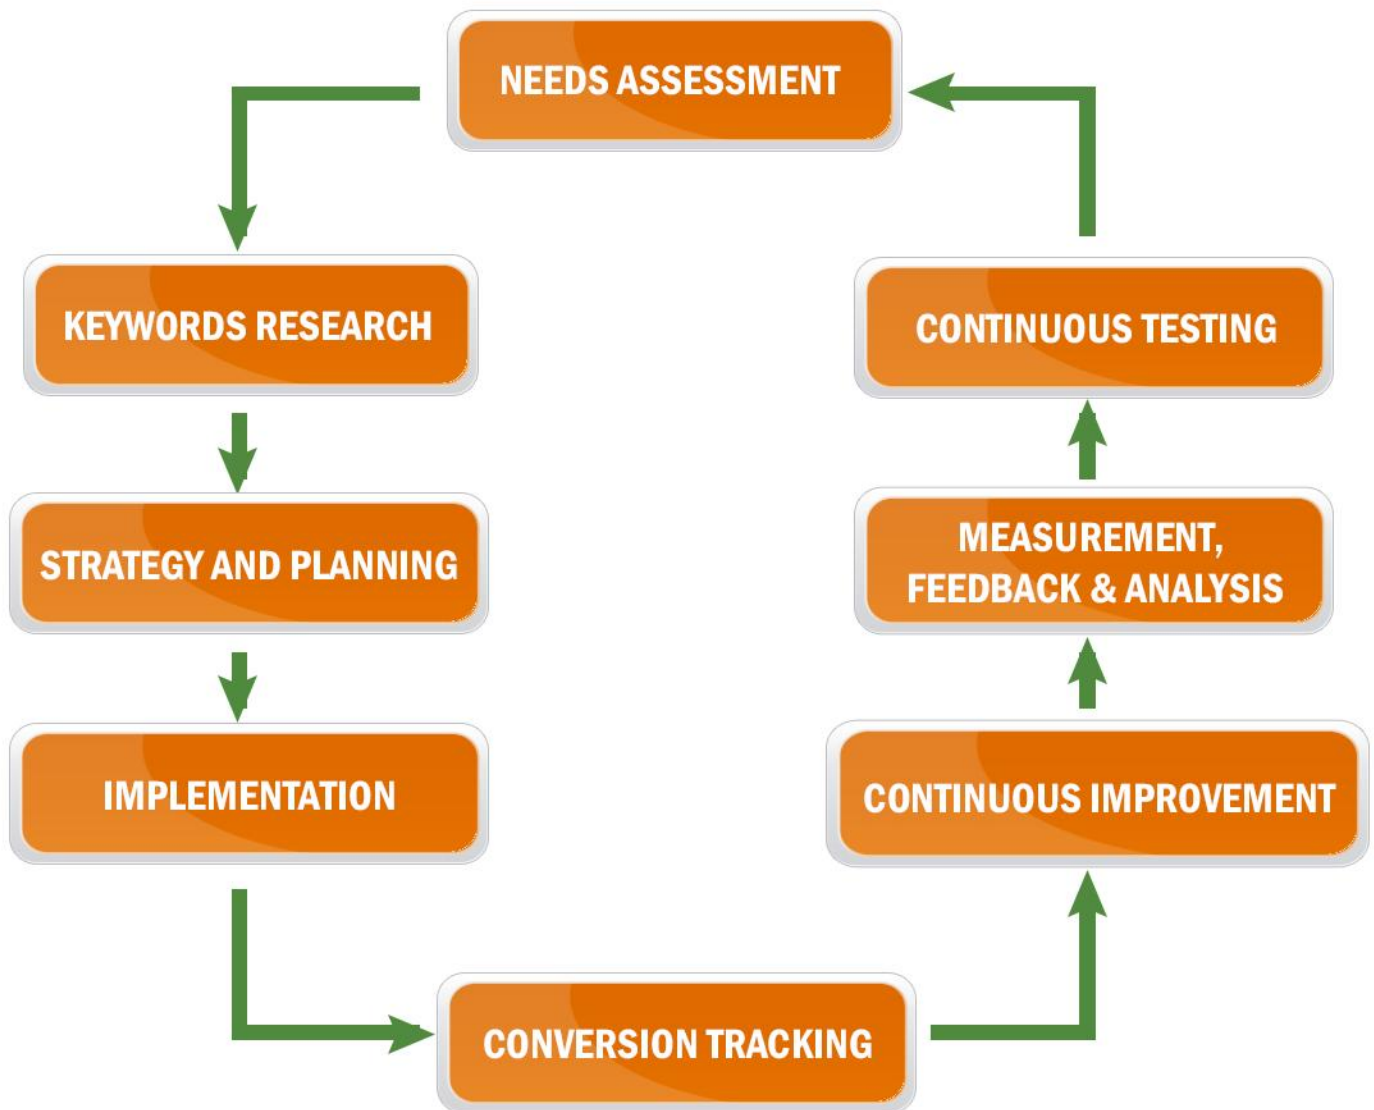 NEEDS ASSESSMENT
KEYWORDS RESEARCH
STRATEGY AND PLANNING
IMPLEMENTATION
CONVERSION TRACKING
CONTINUOUS IMPROVEMENT
MEASUREMENT,
FEEDBACK & ANALYSIS
CONTINUOUS TESTING